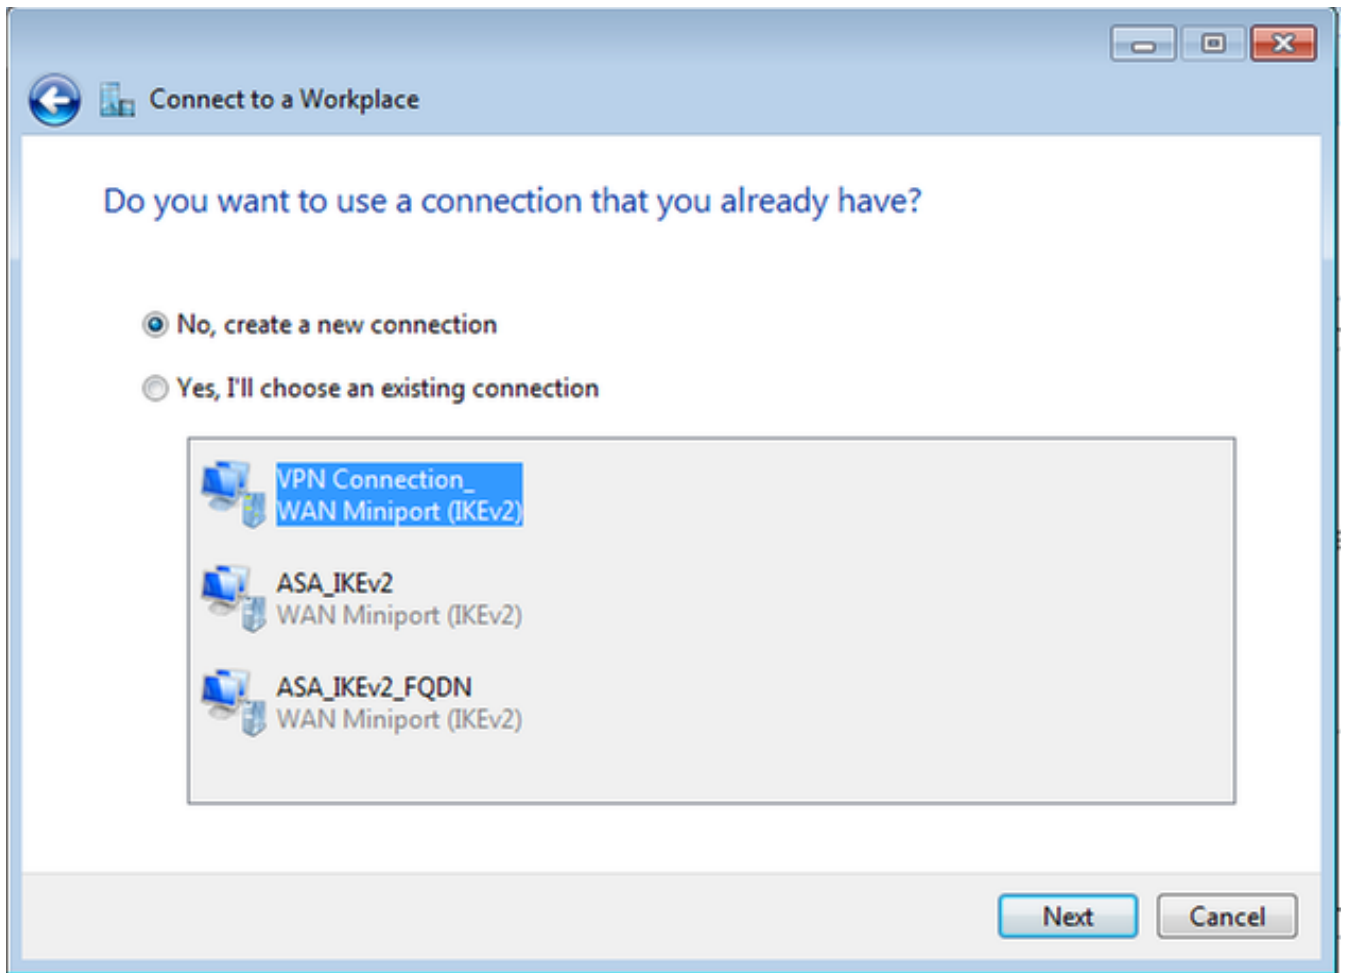 Connect to a Workplace
Do you want to use a connection that you already have?
No, create a new connection
Yes, I'll choose an existing connection
VPN Connection_
WAN Miniport (IKEv2)
ASA_IKEv2
WAN Miniport (IKEv2)
ASA_IKEv2_FQDN
WAN Miniport (IKEv2)
Next Cancel